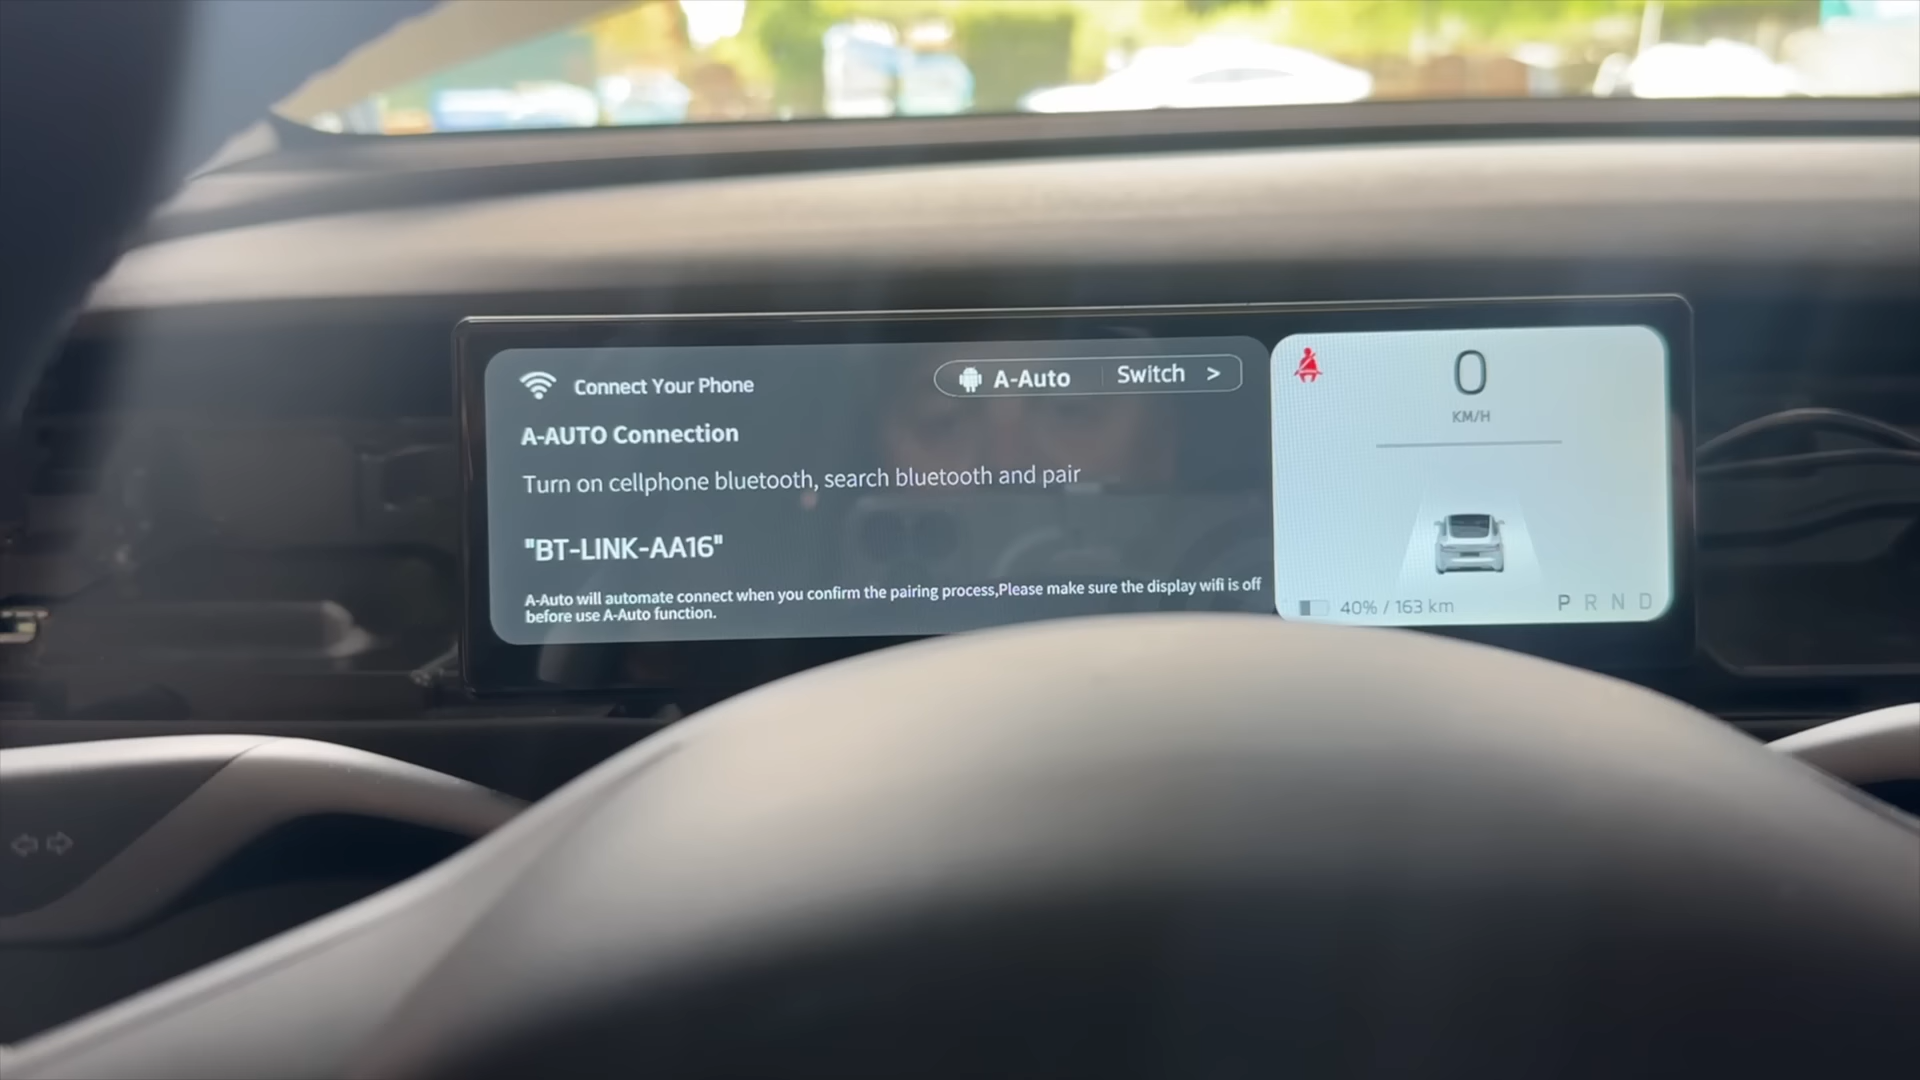 Connect Your Phone
A-Auto Switch >
A-AUTO Connection
Turn on cellphone bluetooth, search bluetooth and pair
"BT-LINK-AA16"
A-Auto will automate connect when you confirm the pairing process,Please make sure the display wifi is off
before use A-Auto function.
0
KM/H
40% / 163 km
P R N D